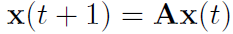 x(t + 1) = Ax(t)